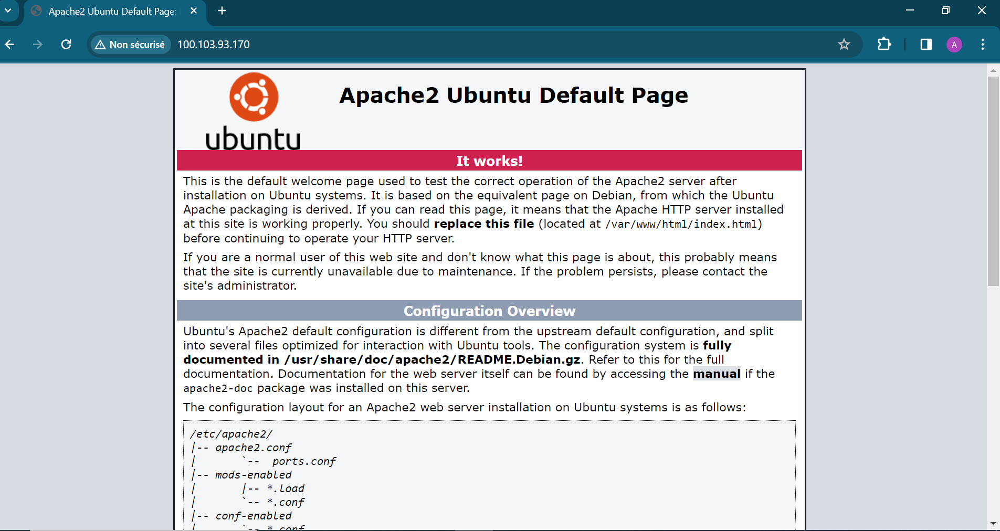 Apache2 Ubuntu Default Page:
Non sécurisé
100.103.93.170
A
ubuntu
Apache2 Ubuntu Default Page
It works!
This is the default welcome page used to test the correct operation of the Apache2 server after
installation on Ubuntu systems. It is based on the equivalent page on Debian, from which the Ubuntu
Apache packaging is derived. If you can read this page, it means that the Apache HTTP server installed
at this site is working properly. You should replace this file (located at /var/www/html/index.html)
before continuing to operate your HTTP server.
If you are a normal user of this web site and don't know what this page is about, this probably means
that the site is currently unavailable due to maintenance. If the problem persists, please contact the
site's administrator.
Configuration Overview
Ubuntu's Apache2 default configuration is different from the upstream default configuration, and split
into several files optimized for interaction with Ubuntu tools. The configuration system is fully
documented in /usr/share/doc/apache2/README.Debian.gz. Refer to this for the full
documentation. Documentation for the web server itself can be found by accessing the manual if the
apache2-doc package was installed on this server.
The configuration layout for an Apache2 web server installation on Ubuntu systems is as follows:
/etc/apache2/
|-- apache2.conf
|       `--  ports.conf
|-- mods-enabled
|       |-- *.load
|       `-- *.conf
|-- conf-enabled
|       `-- *.conf